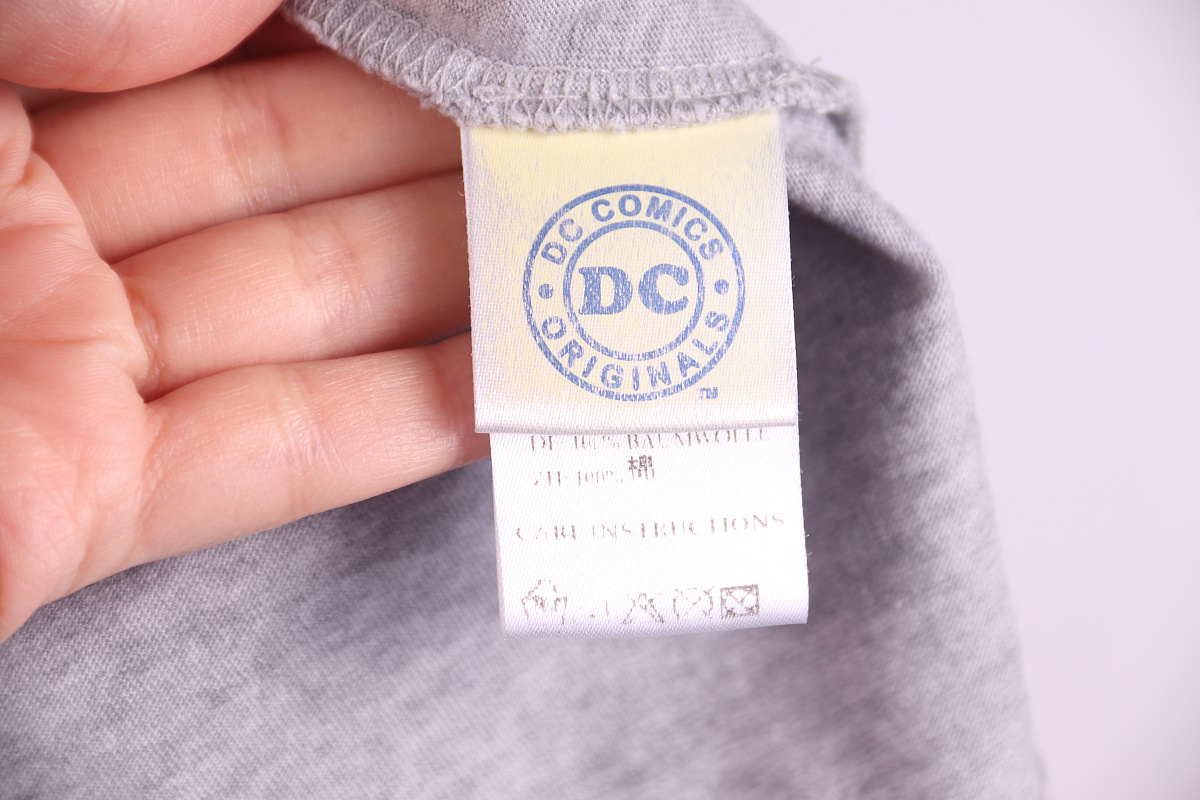 DC COMICS
DC
ORIGINALS
TM
DE 100% BAUMWOLLE
ZH 100% 棉
CARE INSTRUCTIONS